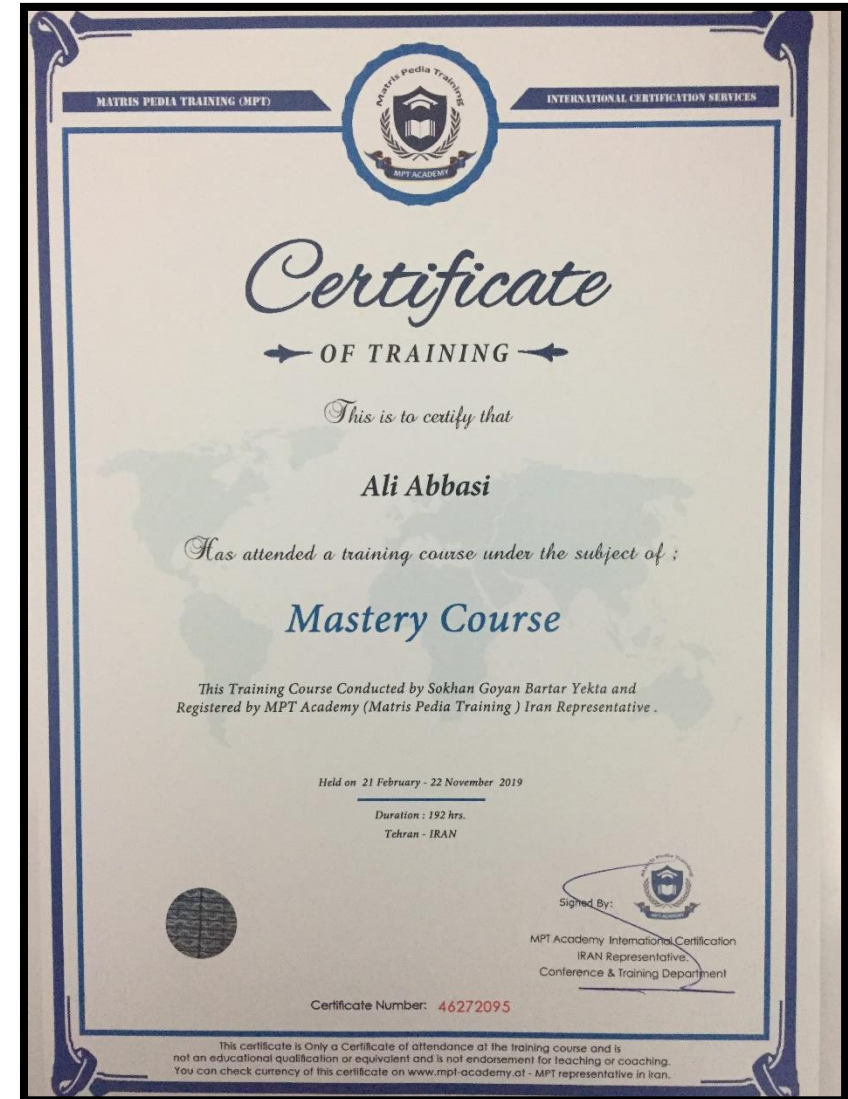 MATRIS PEDIA TRAINING (MPT)
INTERNATIONAL CERTIFICATION SERVICES
Matris Pedia Training
MPT ACADEMY
Certificate
OF TRAINING
This is to certify that
Ali Abbasi
Has attended a training course under the subject of ;
Mastery Course
This Training Course Conducted by Sokhan Goyan Bartar Yekta and
Registered by MPT Academy (Matris Pedia Training ) Iran Representative .
Held on 21 February - 22 November 2019
Duration : 192 hrs.
Tehran - IRAN
Matris Pedia Training
MPT ACADEMY
Signed By:
MPT Academy International Certification
IRAN Representative.
Conference & Training Department
Certificate Number: 46272095
This certificate is Only a Certificate of attendance at the training course and is
not an educational qualification or equivalent and is not endorsement for teaching or coaching.
You can check currency of this certificate on www.mpt-academy.at - MPT representative in Iran.